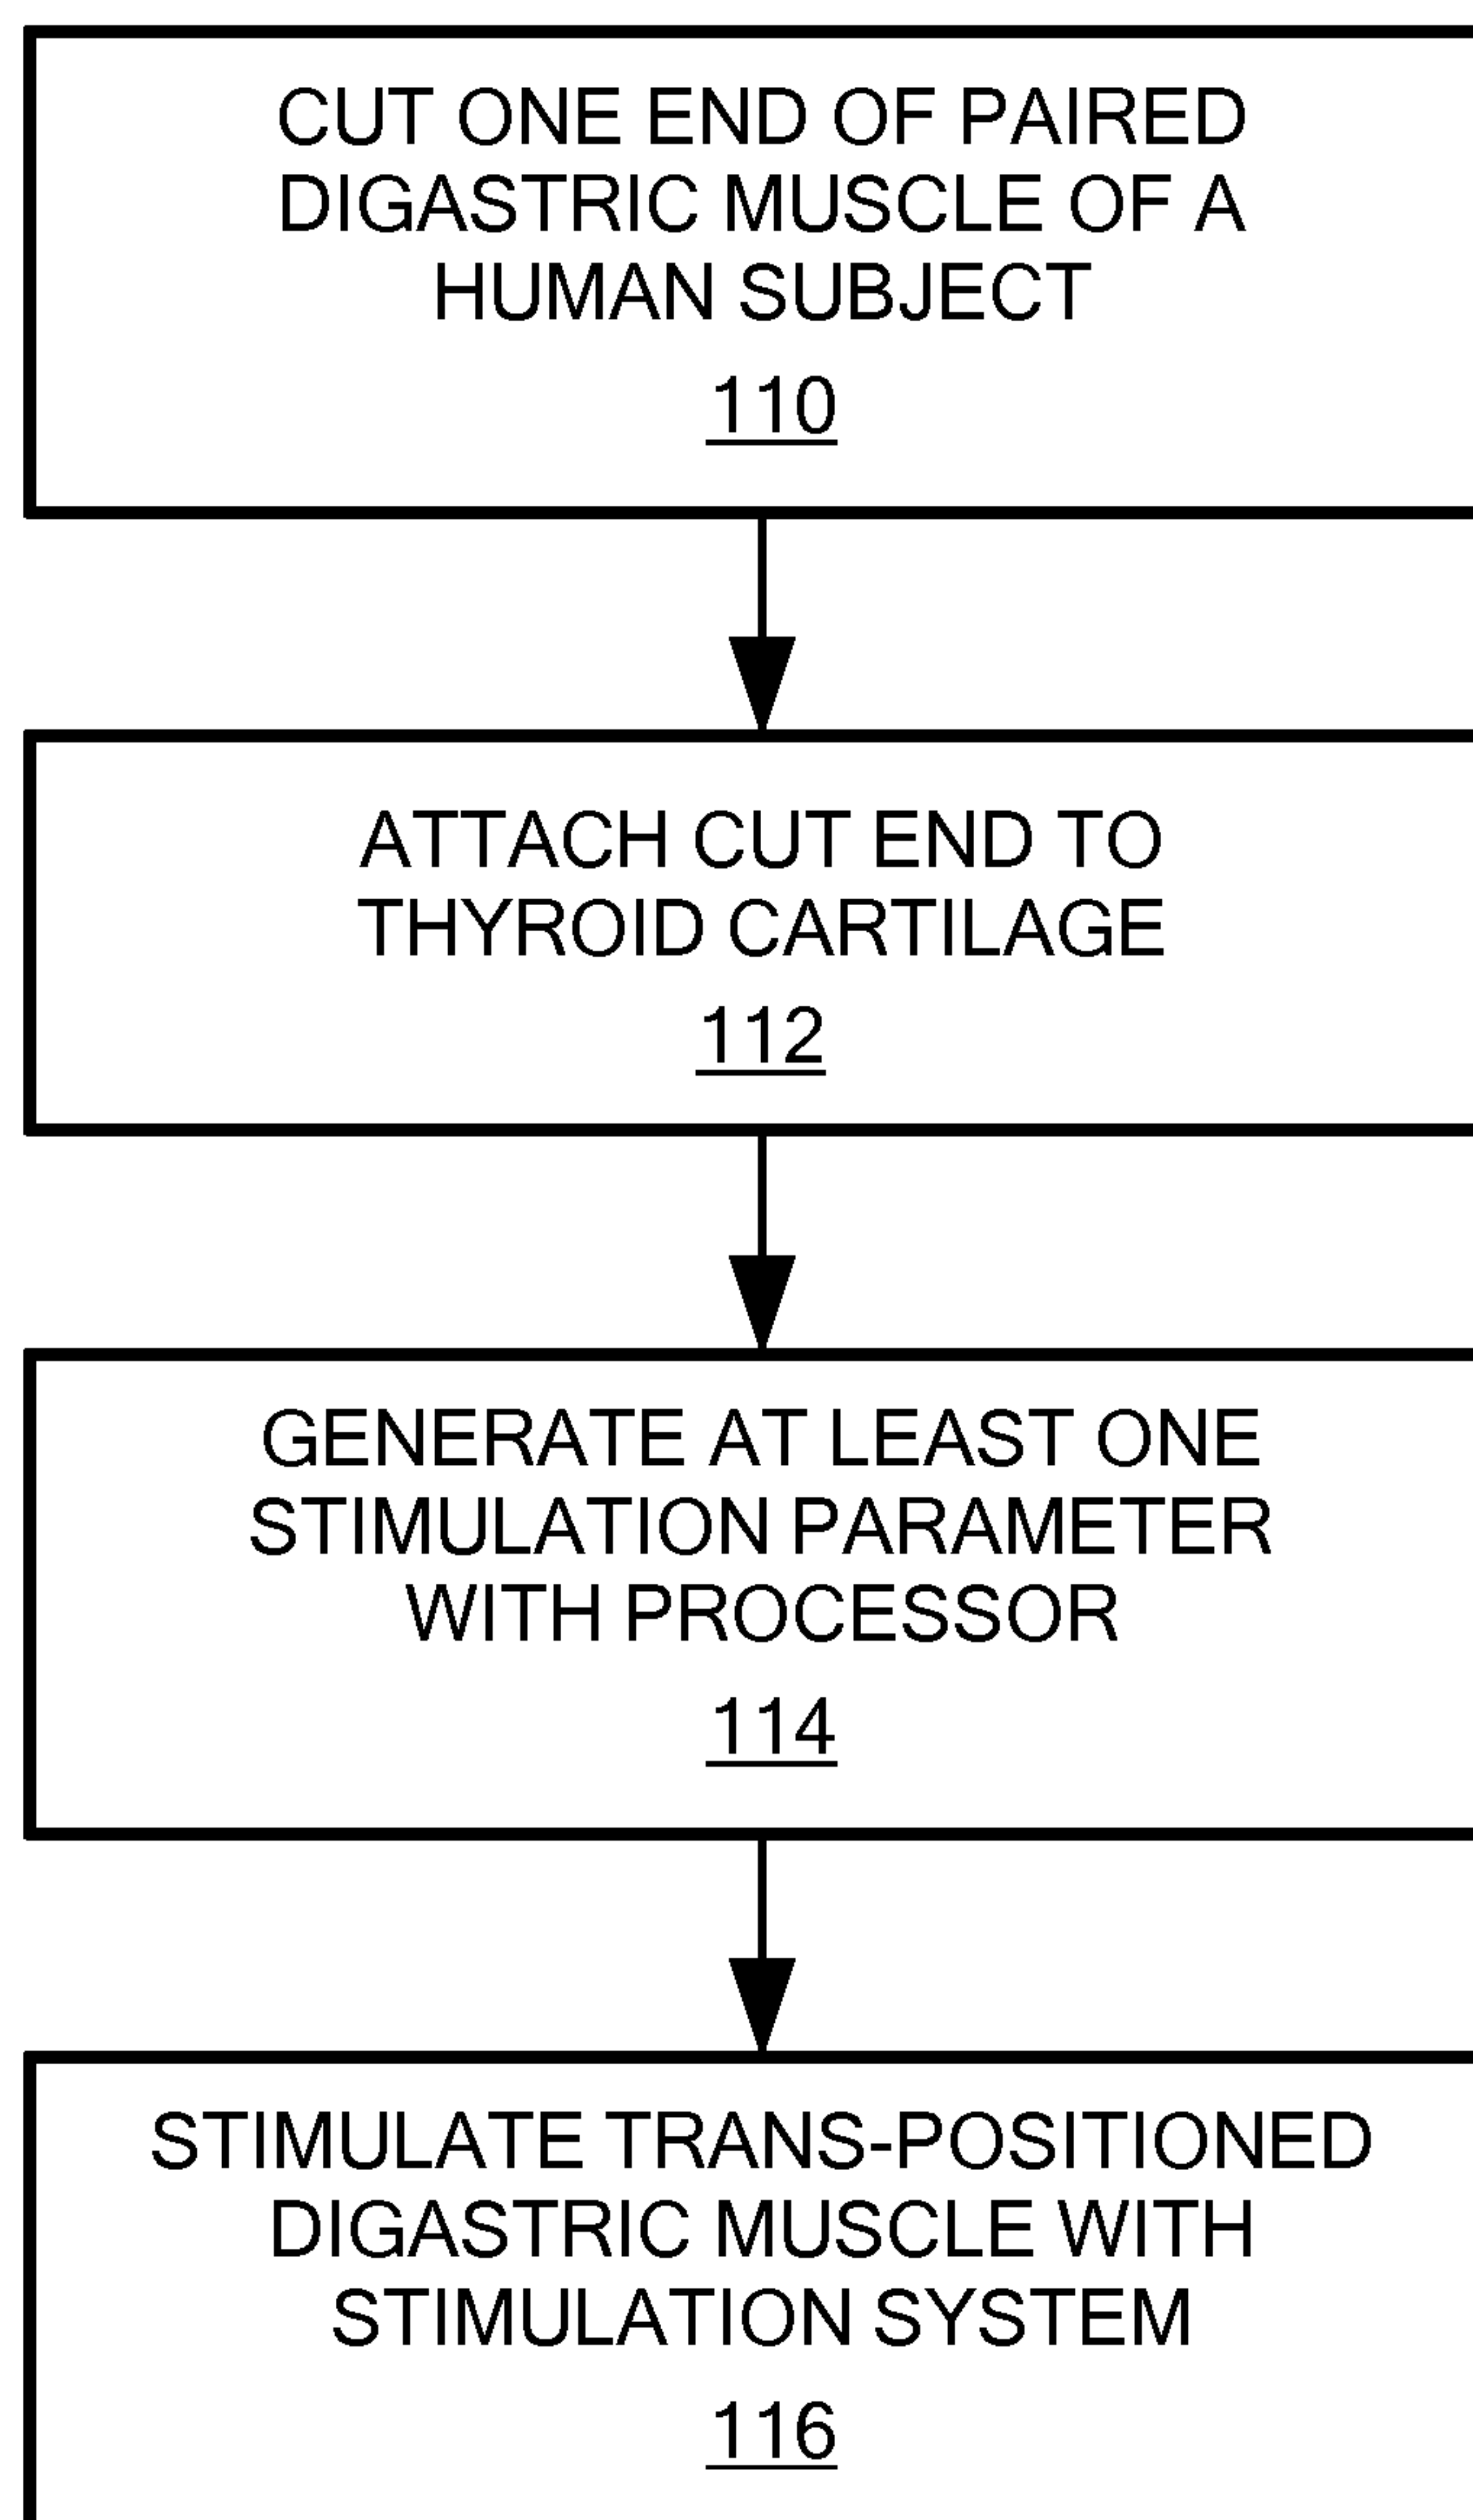 CUT ONE END OF PAIRED
DIGASTRIC MUSCLE OF A
HUMAN SUBJECT
110
ATTACH CUT END TO
THYROID CARTILAGE
112
GENERATE AT LEAST ONE
STIMULATION PARAMETER
WITH PROCESSOR
114
STIMULATE TRANS-POSITIONED
DIGASTRIC MUSCLE WITH
STIMULATION SYSTEM
116